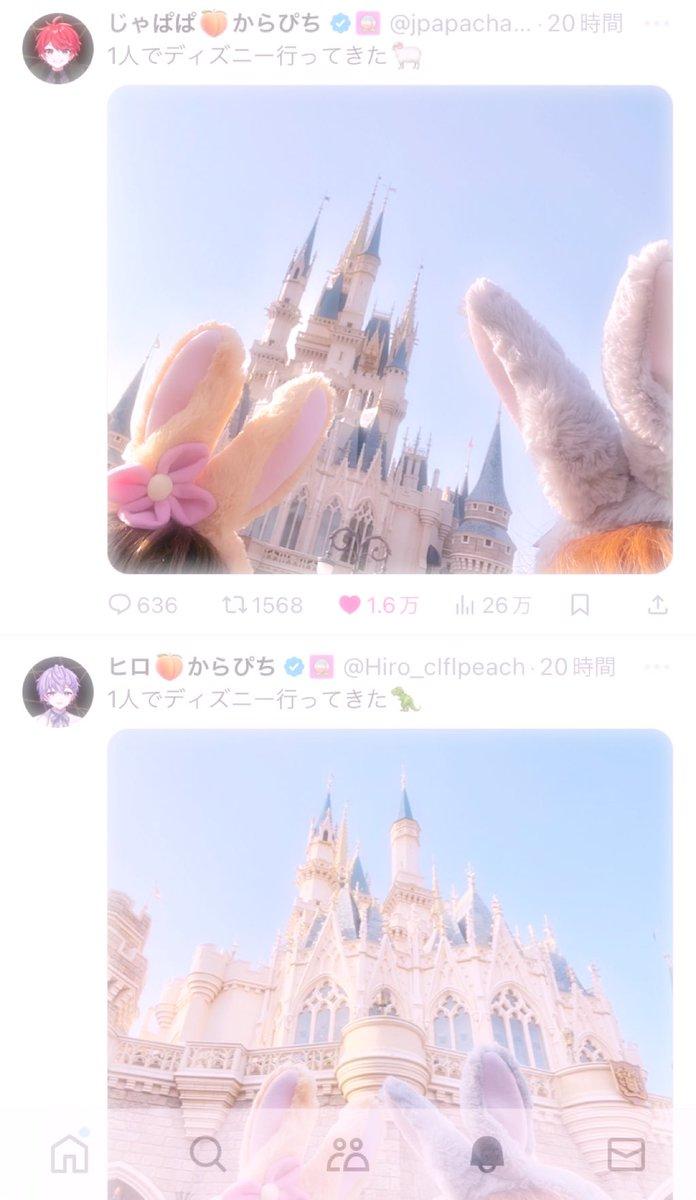 じゃぱぱ🍑からぴち @jpapacha... · 20時間
1人でディズニー行ってきた🐏
636 1568 1.6万 26万
ヒロ🍑からぴち @Hiro_clflpeach · 20時間
1人でディズニー行ってきた🦖